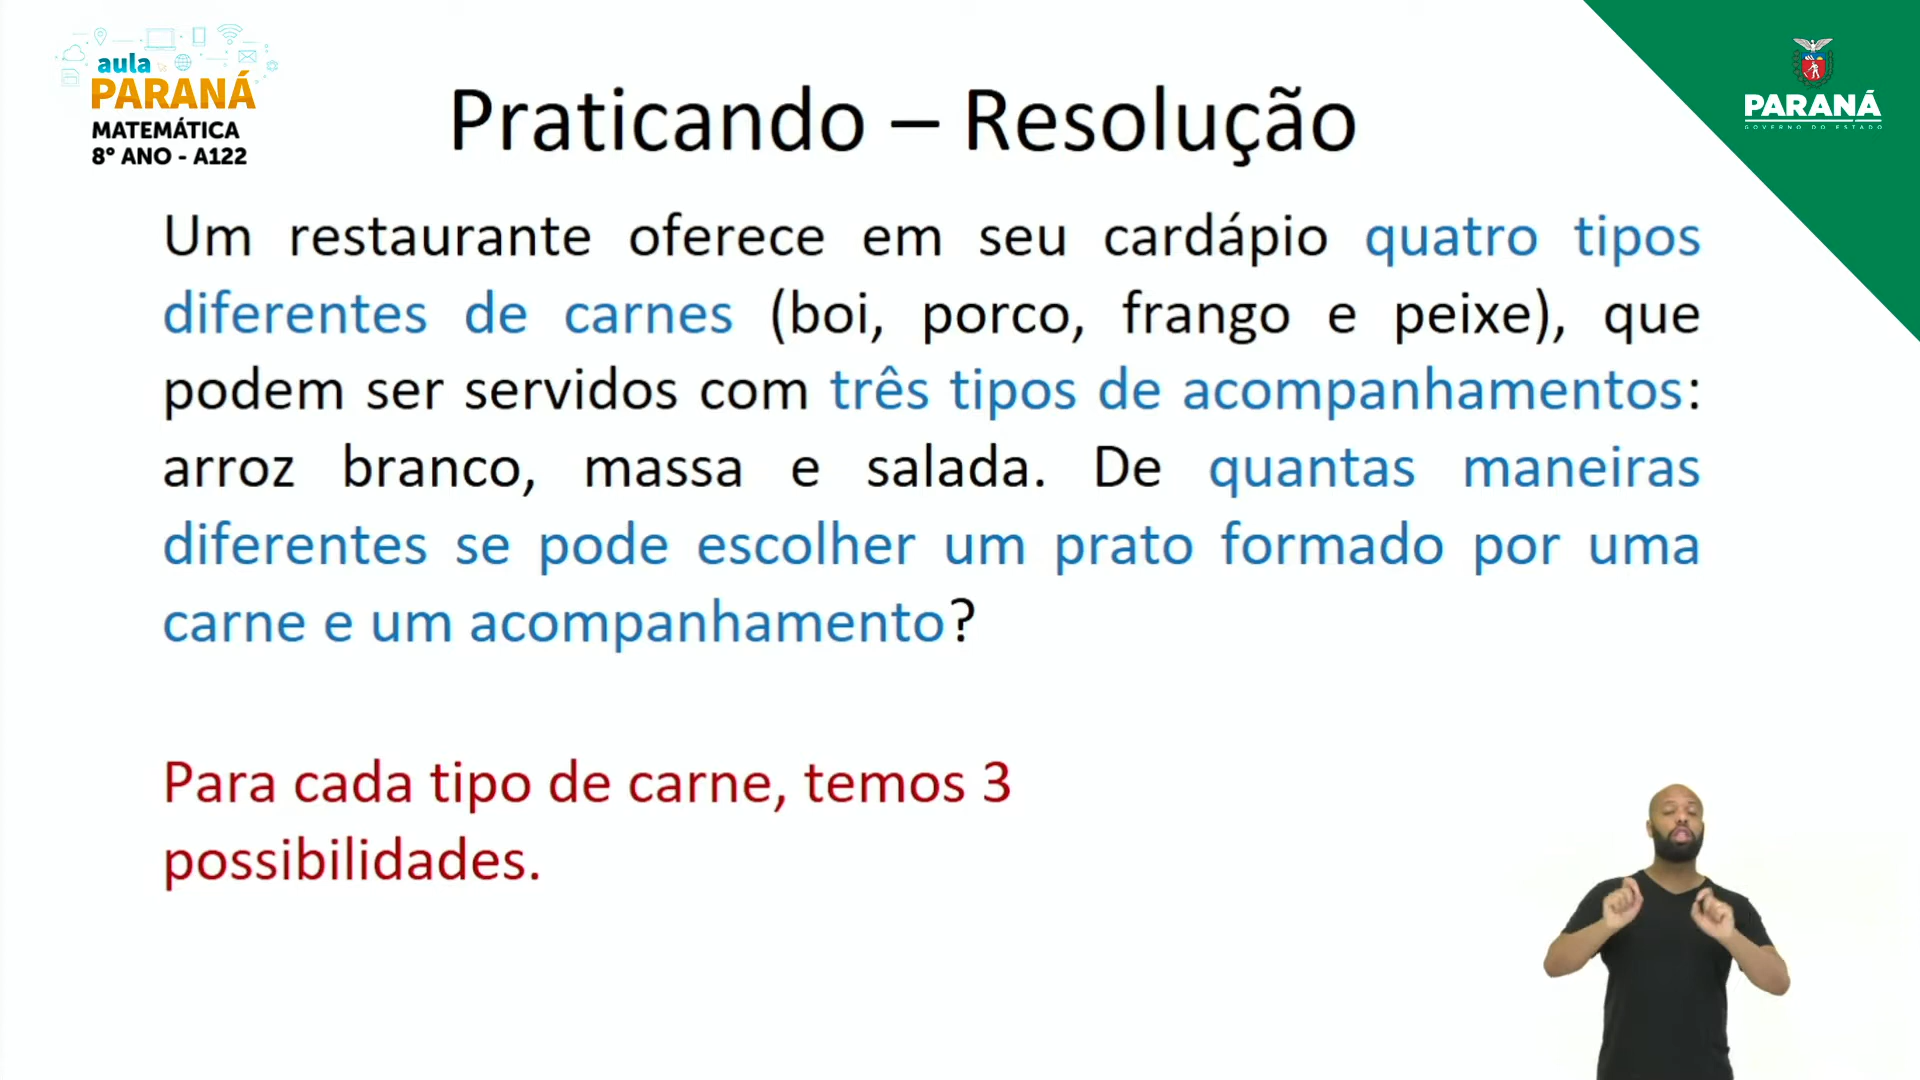 aula
PARANÁ
MATEMÁTICA
8º ANO - A122
PARANÁ
GOVERNO DO ESTADO
Praticando – Resolução
Um restaurante oferece em seu cardápio quatro tipos
diferentes de carnes (boi, porco, frango e peixe), que
podem ser servidos com três tipos de acompanhamentos:
arroz branco, massa e salada. De quantas maneiras
diferentes se pode escolher um prato formado por uma
carne e um acompanhamento?
Para cada tipo de carne, temos 3
possibilidades.